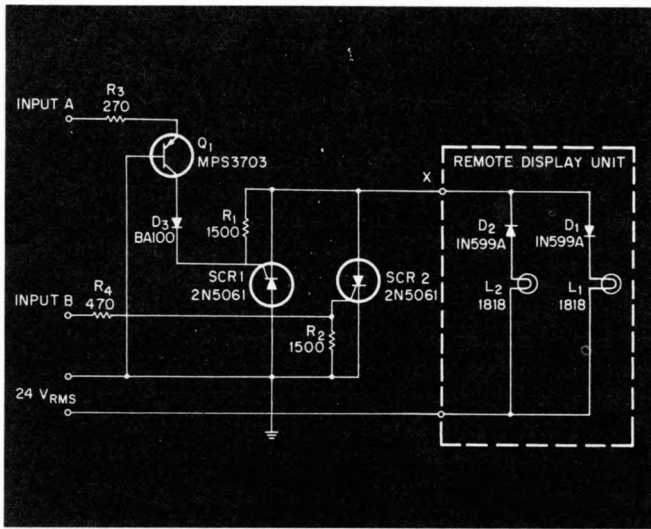 INPUT A
R3
270
Q1
MPS3703
D3
BA100
R1
1500
SCR1
2N5061
SCR 2
2N5061
X
REMOTE DISPLAY UNIT
D2
IN599A
D1
IN599A
L2
1818
L1
1818
INPUT B
R4
470
R2
1500
24 VRMS